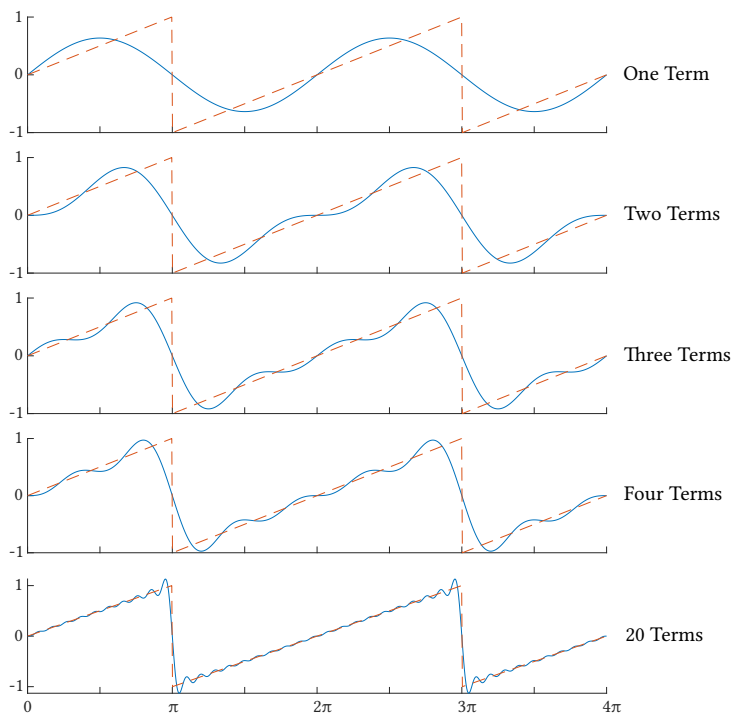 1
0
-1
One Term
1
0
-1
Two Terms
1
0
-1
Three Terms
1
0
-1
Four Terms
1
0
-1
20 Terms
0 π 2π 3π 4π